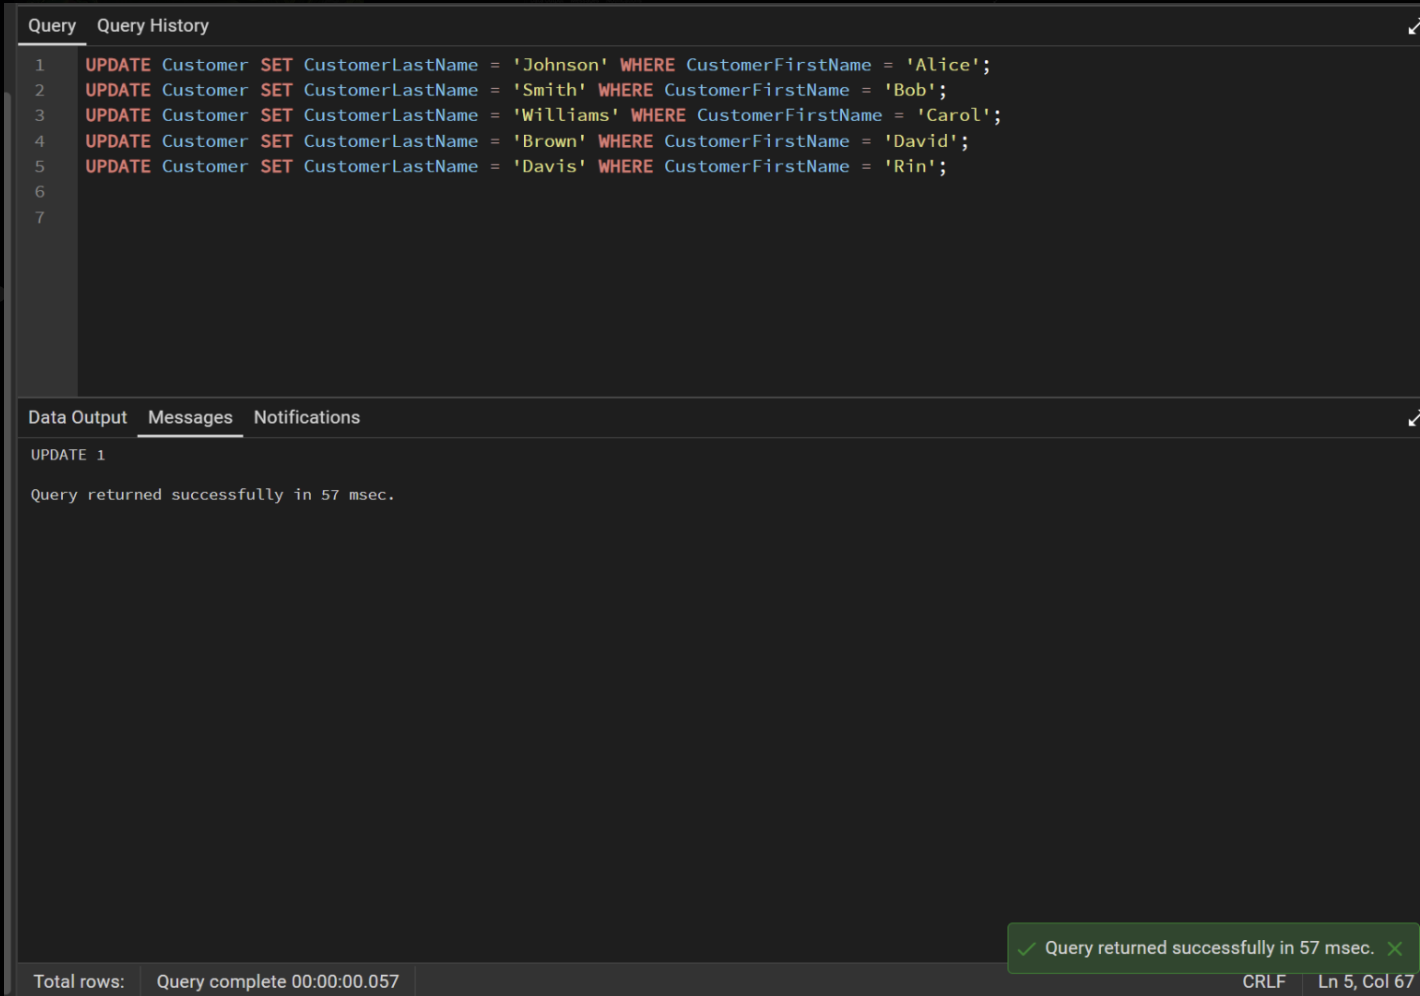 Query Query History
1 UPDATE Customer SET CustomerLastName = 'Johnson' WHERE CustomerFirstName = 'Alice';
2 UPDATE Customer SET CustomerLastName = 'Smith' WHERE CustomerFirstName = 'Bob';
3 UPDATE Customer SET CustomerLastName = 'Williams' WHERE CustomerFirstName = 'Carol';
4 UPDATE Customer SET CustomerLastName = 'Brown' WHERE CustomerFirstName = 'David';
5 UPDATE Customer SET CustomerLastName = 'Davis' WHERE CustomerFirstName = 'Rin';
6
7
Data Output Messages Notifications
UPDATE 1
Query returned successfully in 57 msec.
Query returned successfully in 57 msec.
Total rows: Query complete 00:00:00.057 CRLF Ln 5, Col 67